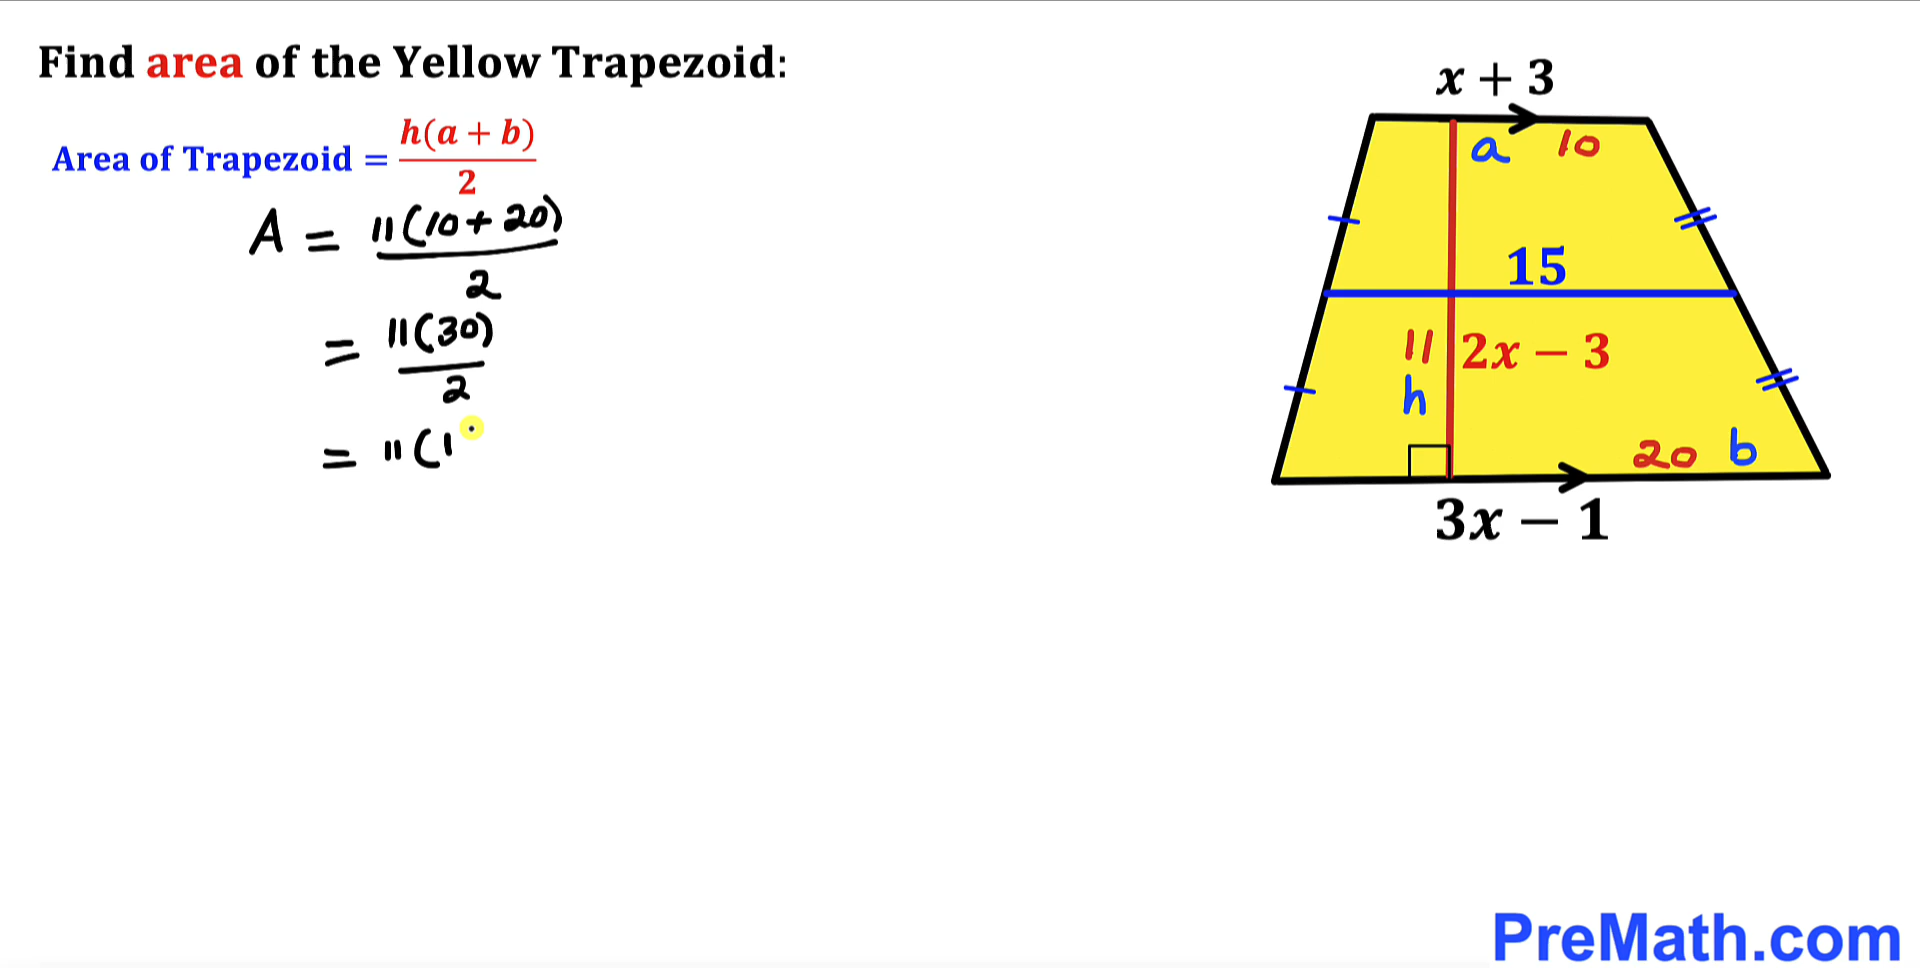 Find area of the Yellow Trapezoid:
Area of Trapezoid = h(a + b)
2
A = 11(10+20)
2
= 11(30)
2
= 11(1
x + 3
a 10
15
11 2x – 3
h
20 b
3x – 1
PreMath.com